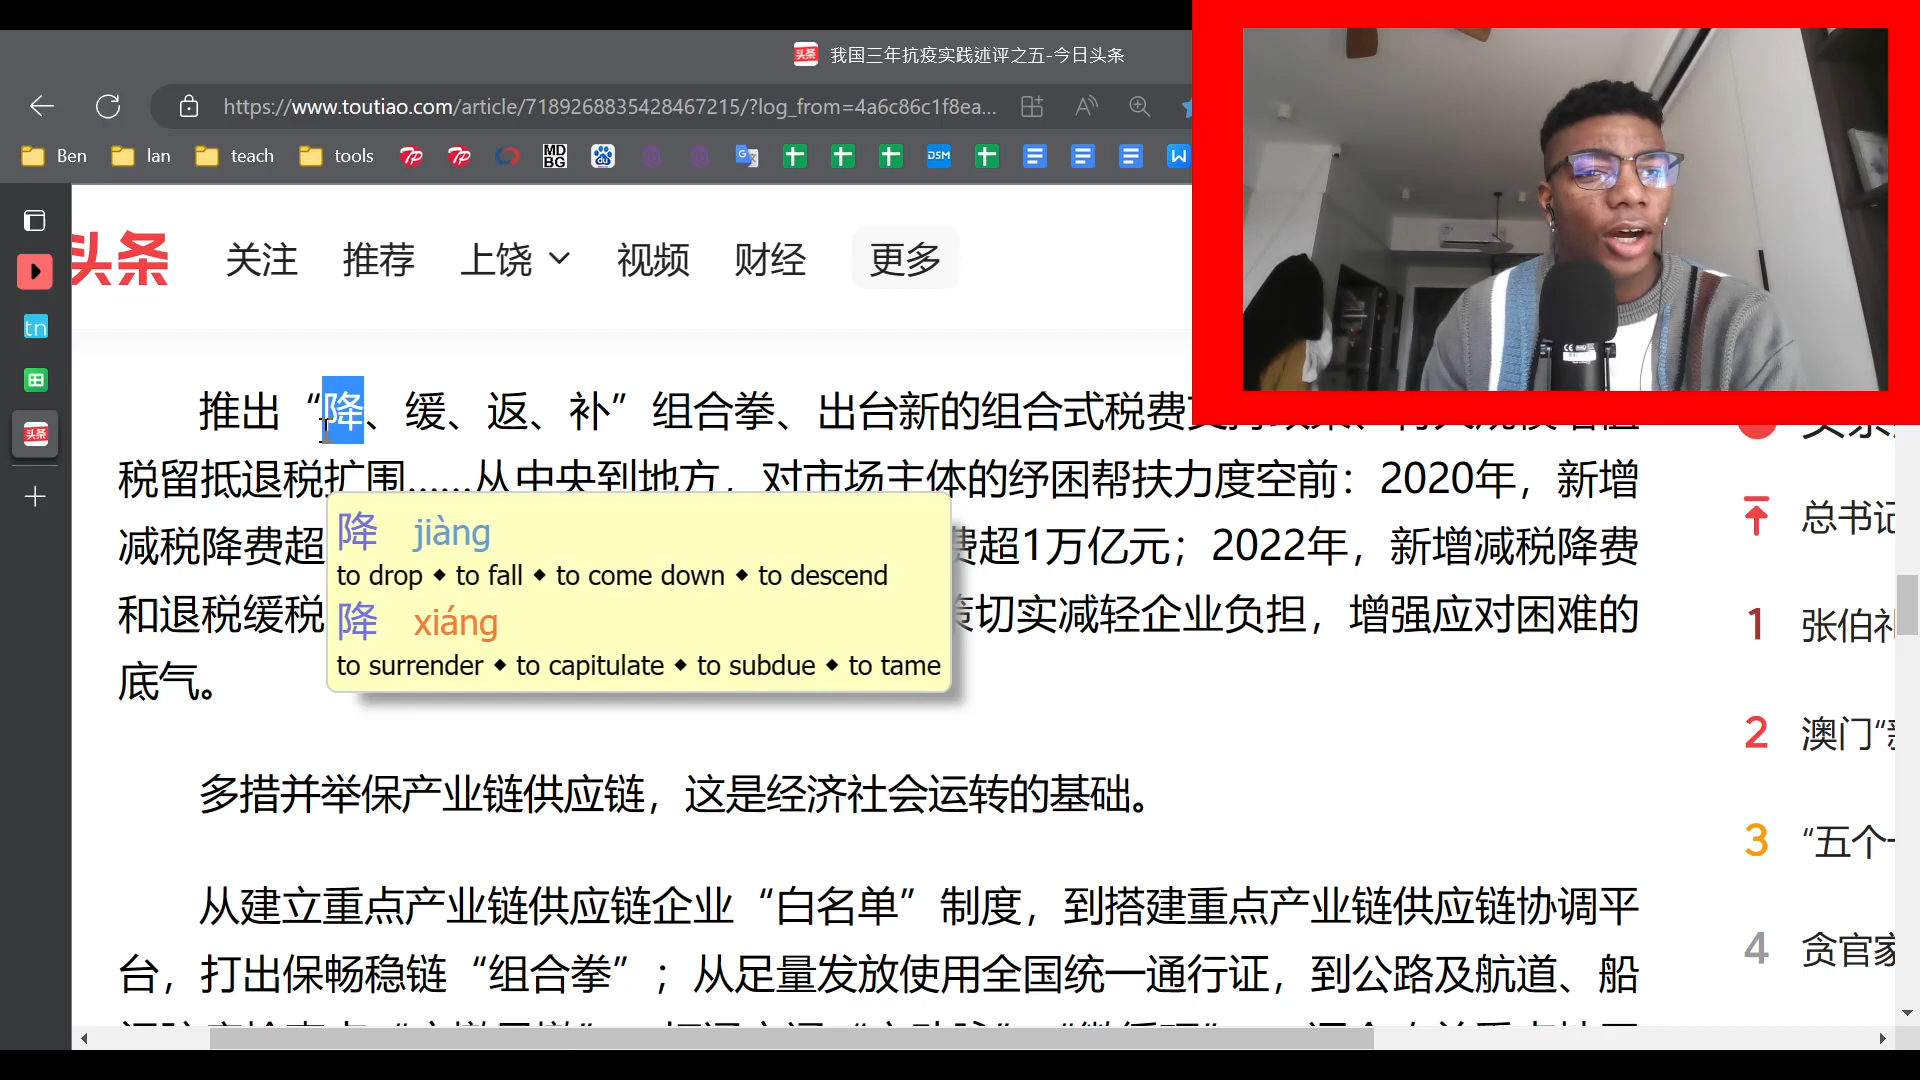 我国三年抗疫实践述评之五-今日头条
https://www.toutiao.com/article/7189268835428467215/?log_from=4a6c86c1f8ea...
Ben lan teach tools
头条 关注 推荐 上饶 视频 财经 更多
推出“降、缓、返、补”组合拳、出台新的组合式税费
税留抵退税扩围……从中央到地方，对市场主体的纾困帮扶力度空前：2020年，新增
减税降费超 费超1万亿元；2022年，新增减税降费
和退税缓税 策切实减轻企业负担，增强应对困难的
底气。
降 jiàng
to drop ◆ to fall ◆ to come down ◆ to descend
降 xiáng
to surrender ◆ to capitulate ◆ to subdue ◆ to tame
多措并举保产业链供应链，这是经济社会运转的基础。
从建立重点产业链供应链企业“白名单”制度，到搭建重点产业链供应链协调平
台，打出保畅稳链“组合拳”；从足量发放使用全国统一通行证，到公路及航道、船
总书记
1 张伯礼
2 澳门“新
3 “五个一
4 贪官家